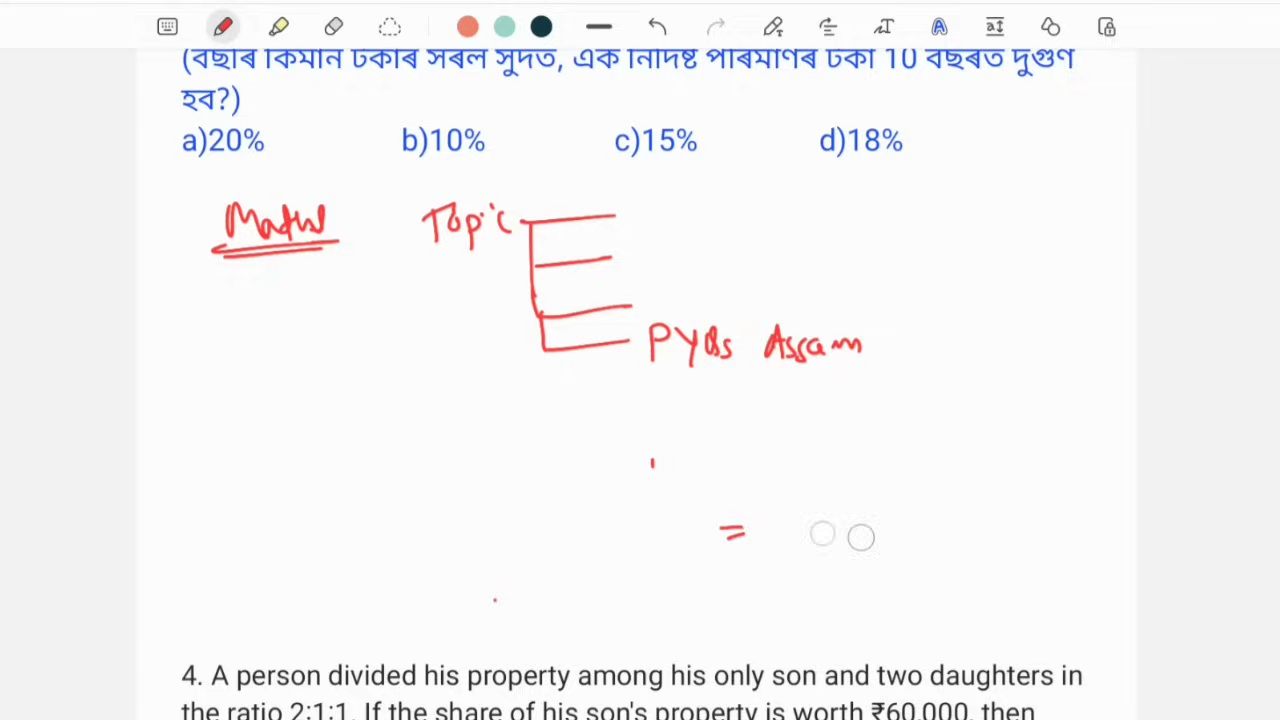 (বছৰি কিমান টকাৰ সৰল সুদত, এক নিৰ্দিষ্ট পৰিমাণৰ টকা 10 বছৰত দুগুণ
হব?)
a)20% b)10% c)15% d)18%
Maths Topic
PYQs Assam
=
4. A person divided his property among his only son and two daughters in
the ratio 2:1:1. If the share of his son's property is worth ₹60,000, then